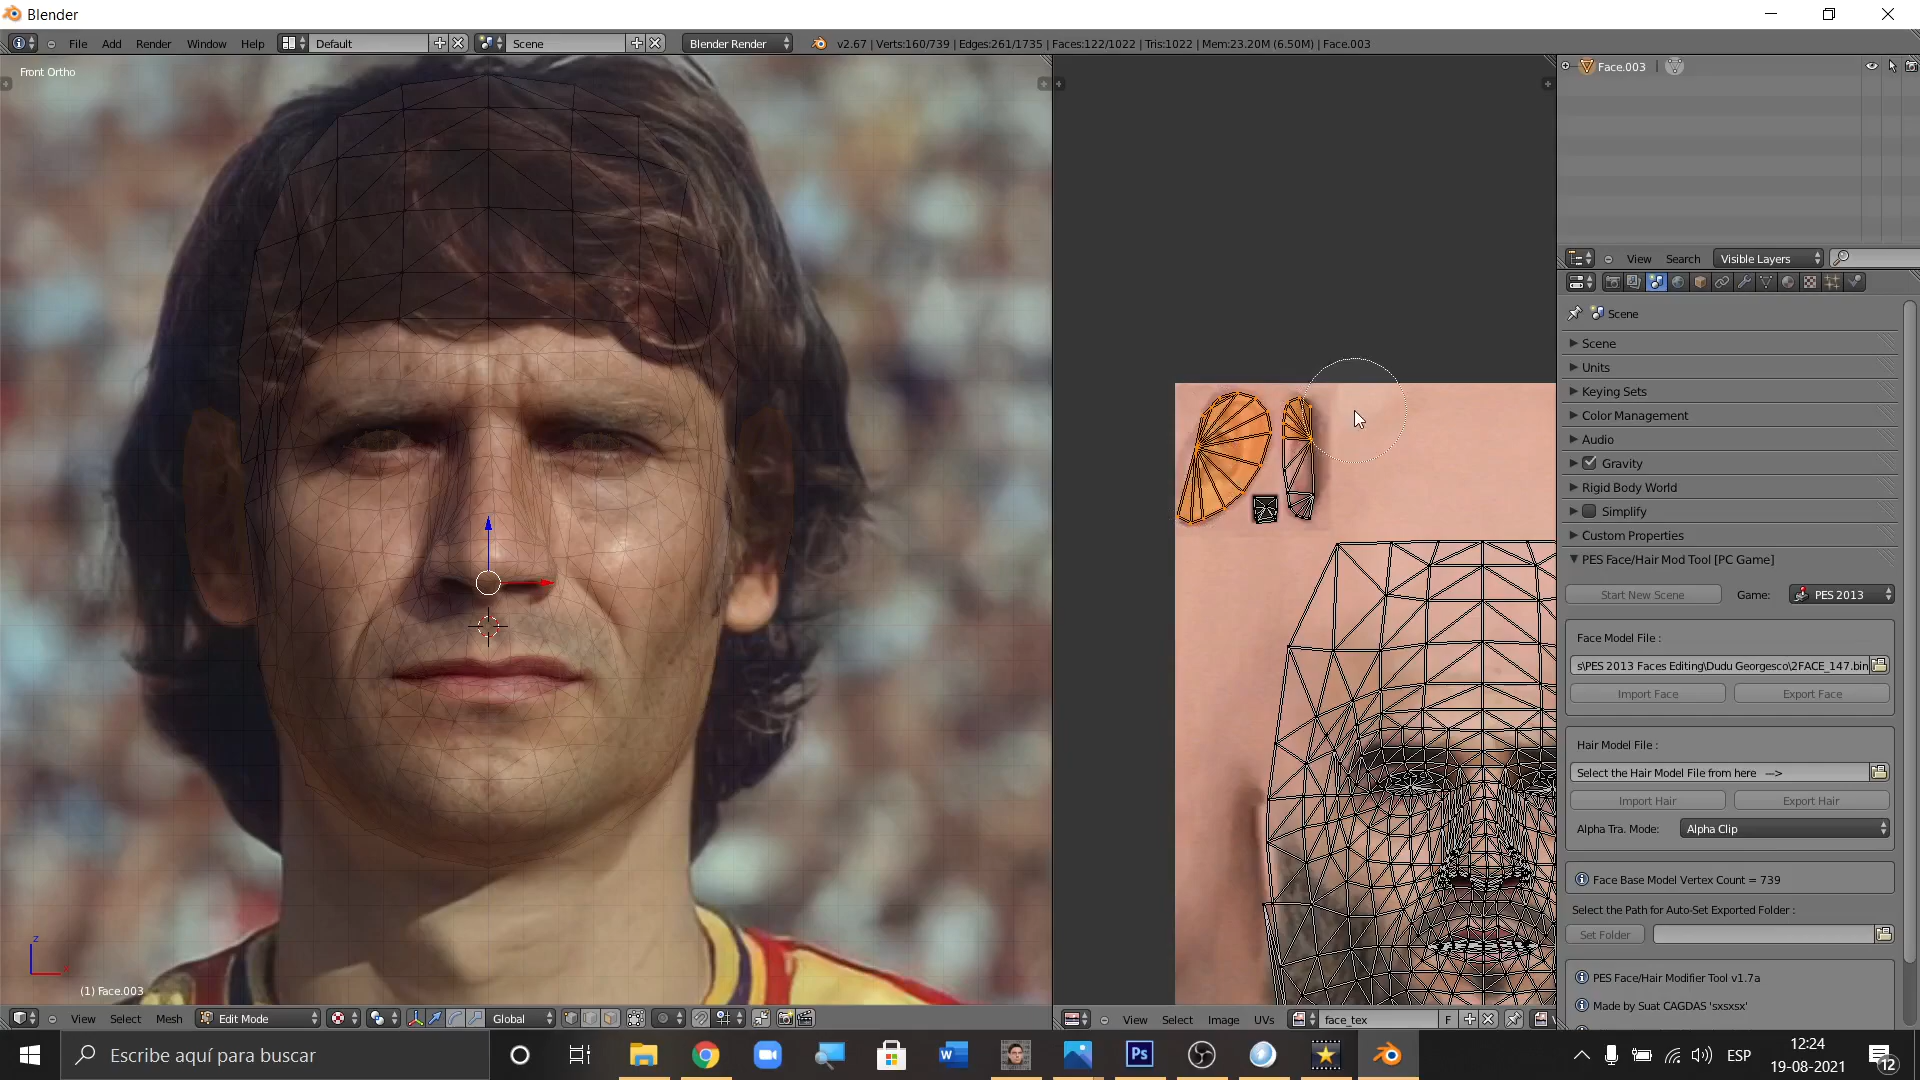 Blender
File Add Render Window Help Default Scene Blender Render v2.67 | Verts:160/739 | Edges:261/1735 | Faces:122/1022 | Tris:1022 | Mem:23.20M (6.50M) | Face.003
Front Ortho
Face.003
View Search Visible Layers
Scene
Scene
Units
Keying Sets
Color Management
Audio
Gravity
Rigid Body World
Simplify
Custom Properties
PES Face/Hair Mod Tool [PC Game]
Start New Scene Game: PES 2013
Face Model File :
s\PES 2013 Faces Editing\Dudu Georgesco\2FACE_147.bin
Import Face Export Face
Hair Model File :
Select the Hair Model File from here --->
Import Hair Export Hair
Alpha Tra. Mode: Alpha Clip
Face Base Model Vertex Count = 739
Select the Path for Auto-Set Exported Folder :
Set Folder
PES Face/Hair Modifier Tool v1.7a
Made by Suat CAGDAS 'sxsxsx'
z
x
(1) Face.003
View Select Mesh Edit Mode Global
View Select Image UVs face_tex F
Escribe aquí para buscar
W
Ps
ESP
12:24
19-08-2021
12